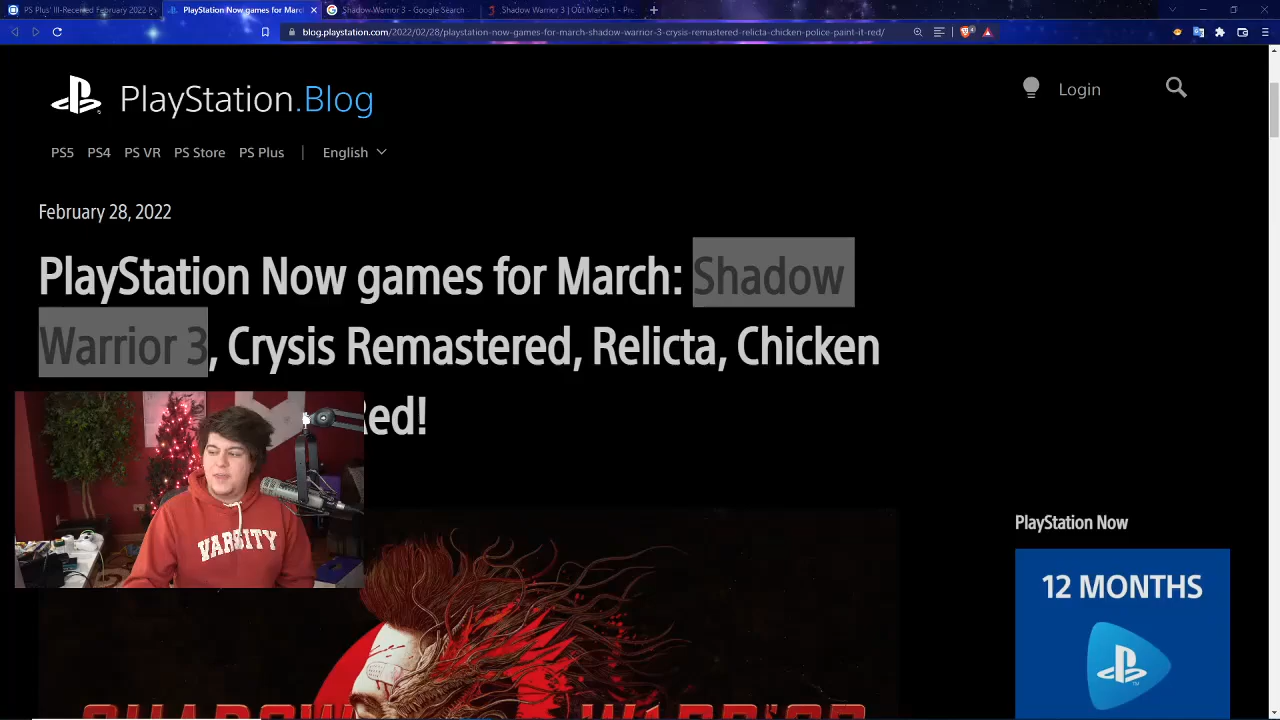 PS Plus' Ill-Received February 2022 P
PlayStation Now games for Marc
Shadow Warrior 3 - Google Search
Shadow Warrior 3 | Out March 1 - Pre
blog.playstation.com/2022/02/28/playstation-now-games-for-march-shadow-warrior-3-crysis-remastered-relicta-chicken-police-paint-it-red/
PlayStation.Blog
Login
PS5 PS4 PS VR PS Store PS Plus | English
February 28, 2022
PlayStation Now games for March: Shadow
Warrior 3, Crysis Remastered, Relicta, Chicken
Red!
VARSITY
PlayStation Now
12 MONTHS
SHADOW WARRIOR